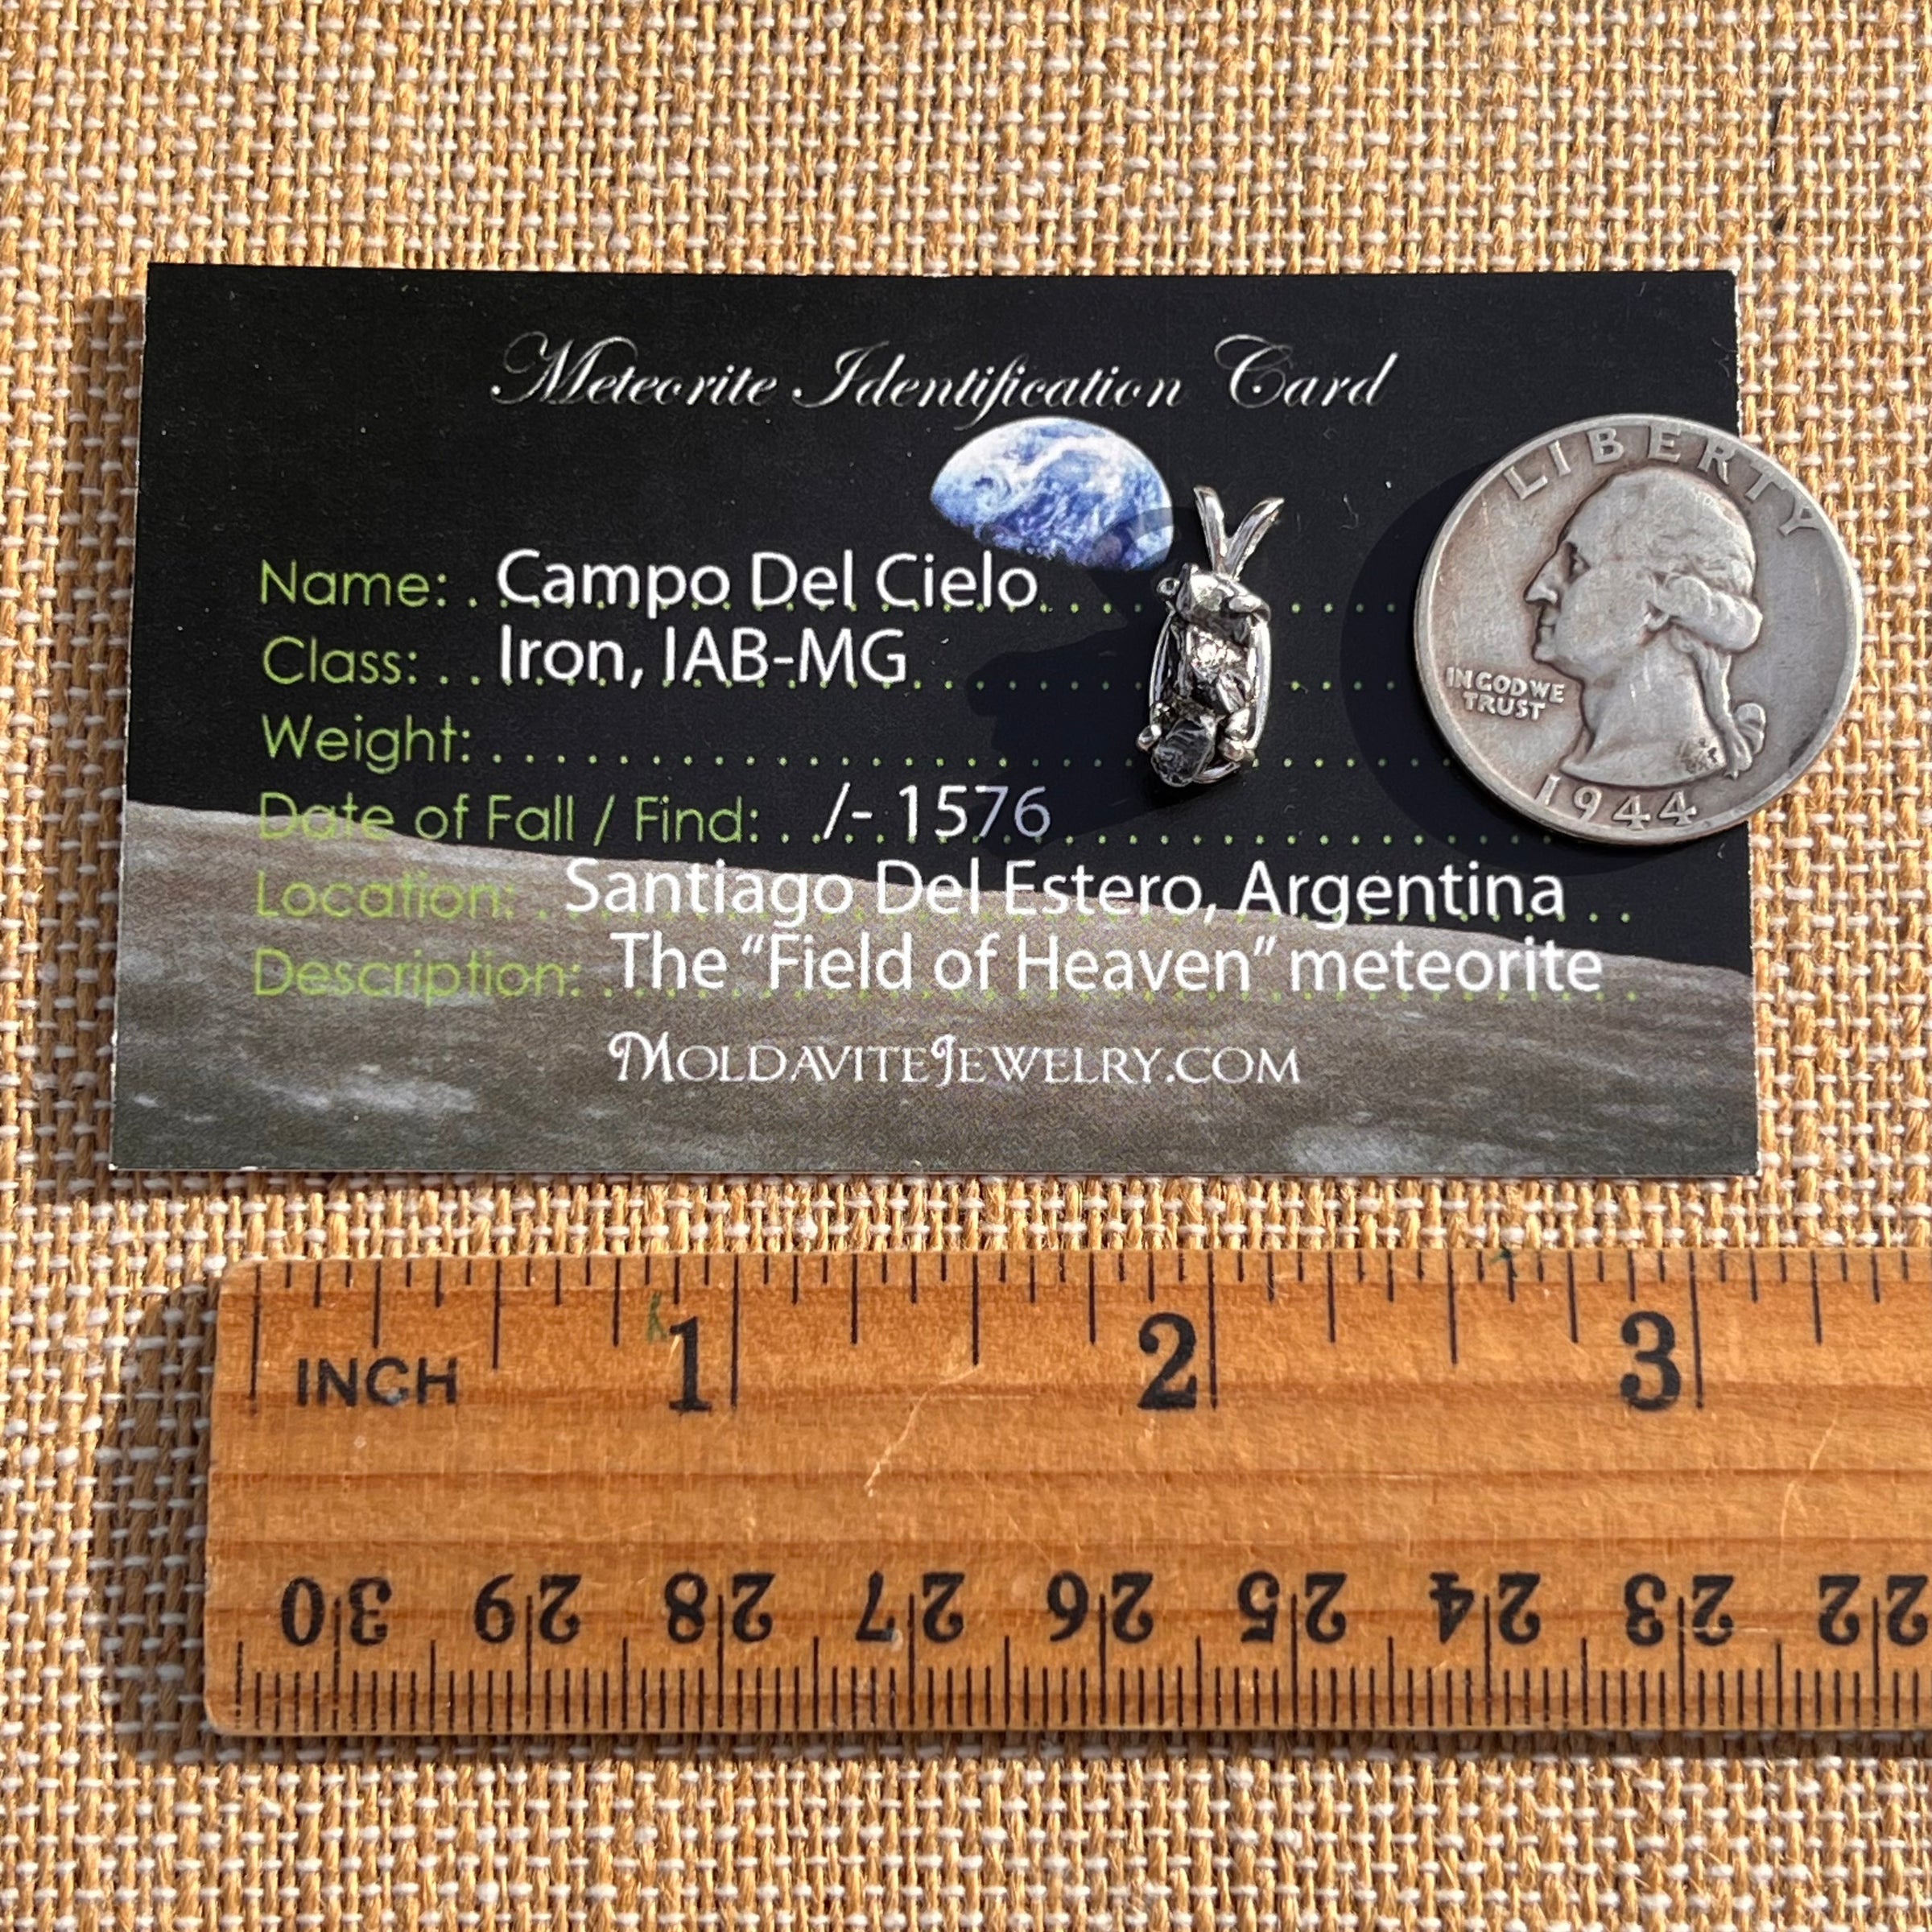 Meteorite Identification Card
Name: Campo Del Cielo
Class: Iron, IAB-MG
Weight:
Date of Fall / Find: /- 1576
Location: Santiago Del Estero, Argentina
Description: The “Field of Heaven” meteorite
MOLDAVITEJEWELRY.COM
LIBERTY
IN GOD WE
TRUST
1944
1 2 3
INCH
30 29 28 27 26 25 24 23 22